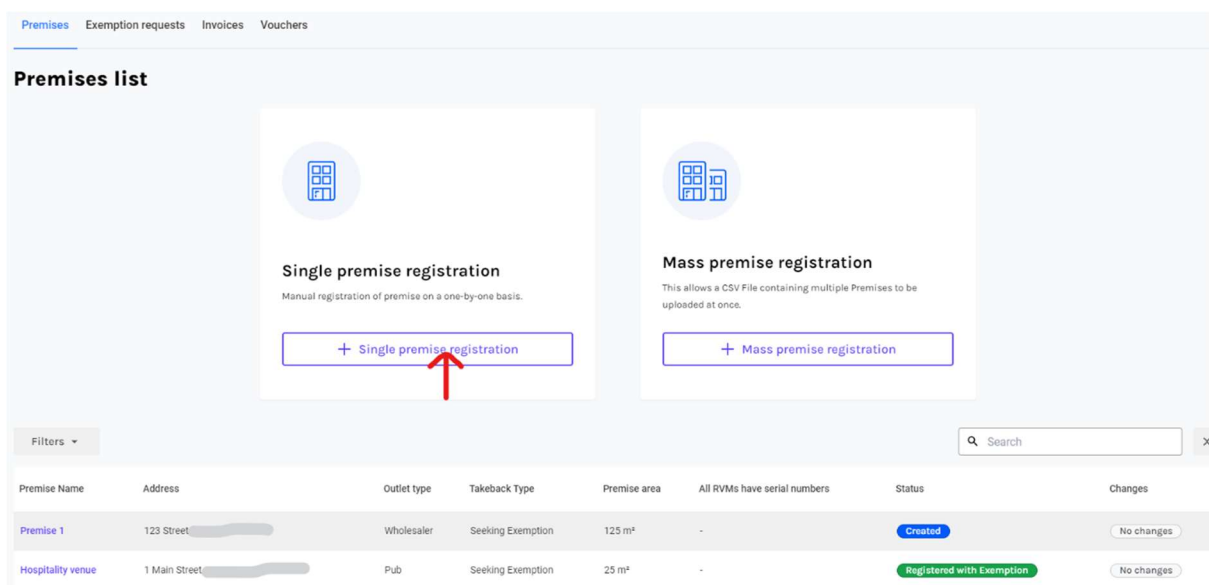 Premises Exemption requests Invoices Vouchers
Premises list
Single premise registration
Manual registration of premise on a one-by-one basis.
+ Single premise registration
Mass premise registration
This allows a CSV File containing multiple Premises to be
uploaded at once.
+ Mass premise registration
Filters
Search
Premise Name Address Outlet type Takeback Type Premise area All RVMs have serial numbers Status Changes
Premise 1 123 Street Wholesaler Seeking Exemption 125 m² - Created No changes
Hospitality venue 1 Main Street Pub Seeking Exemption 25 m² - Registered with Exemption No changes